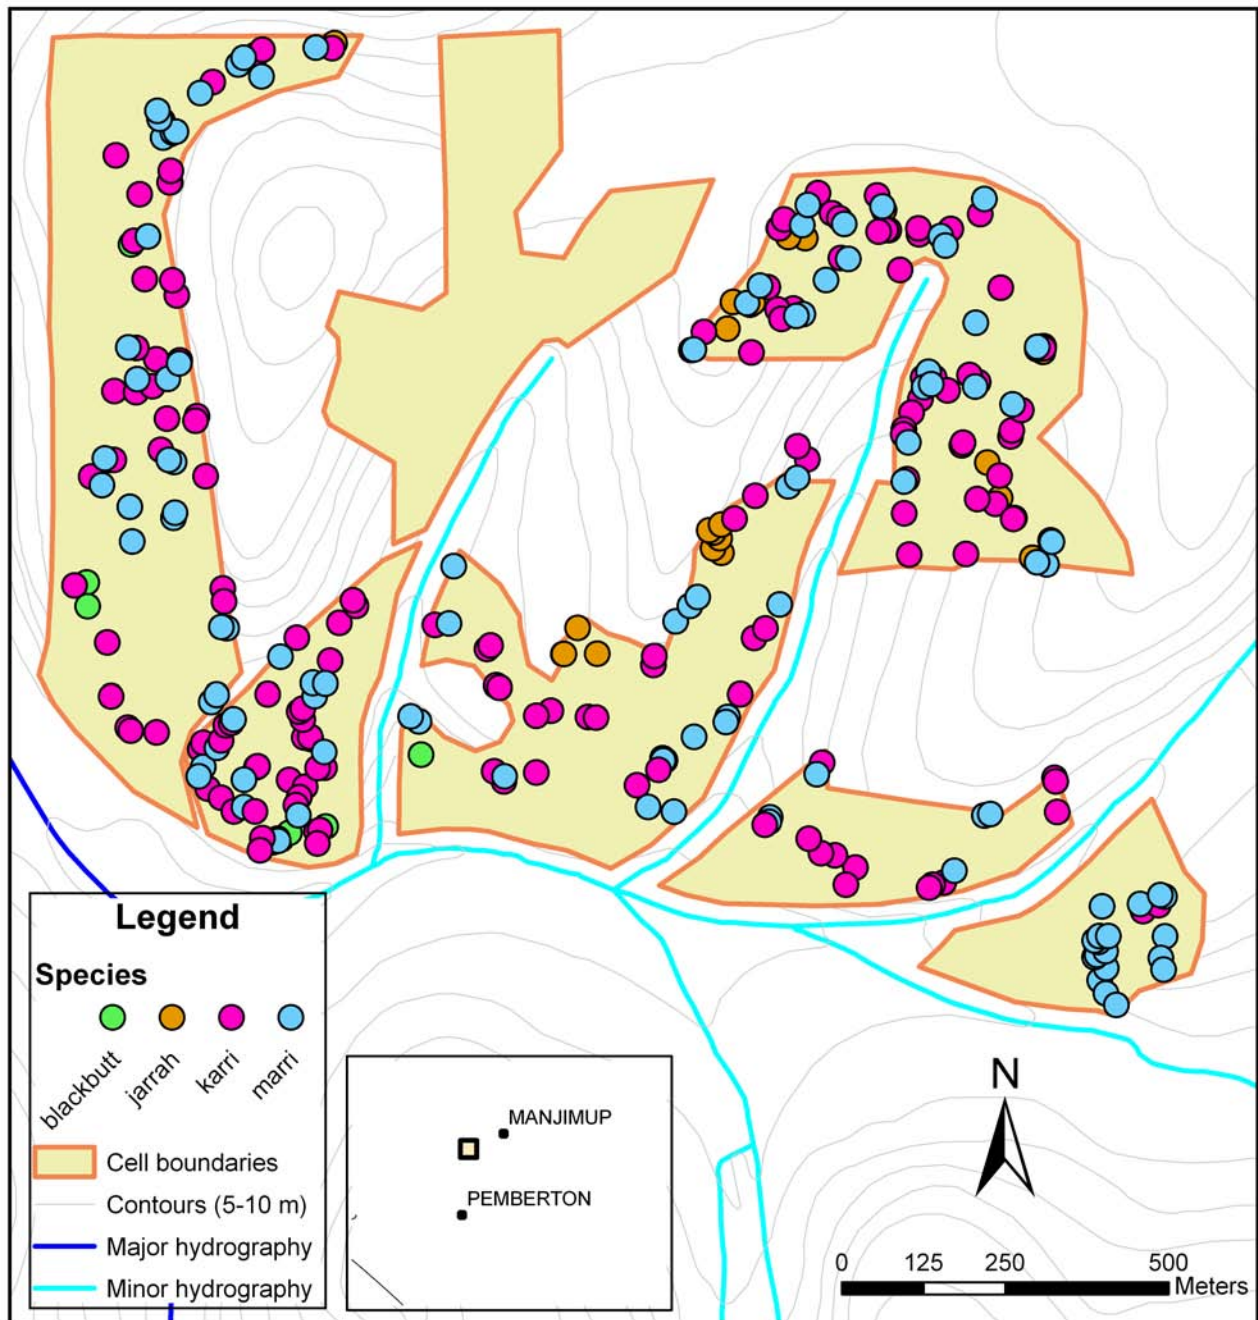 Legend
Species
blackbutt
jarrah
karri
marri
Cell boundaries
Contours (5-10 m)
Major hydrography
Minor hydrography
MANJIMUP
PEMBERTON
N
0 125 250 500
Meters